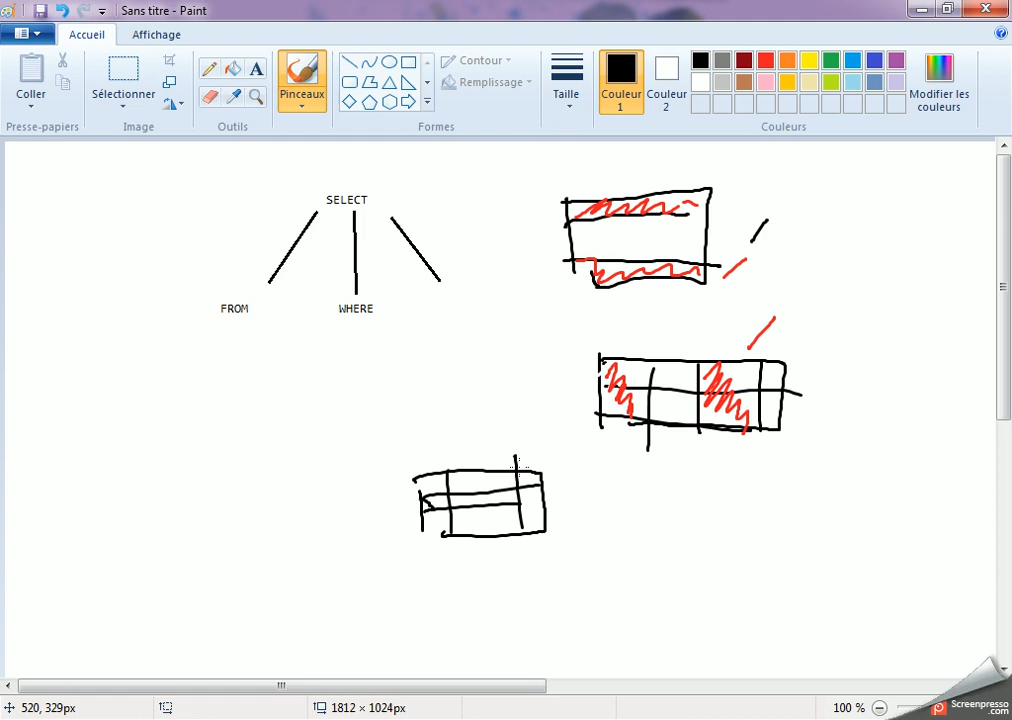 Sans titre - Paint
Accueil
Affichage
Coller
Sélectionner
Pinceaux
Contour
Remplissage
Taille
Couleur 1
Couleur 2
Modifier les couleurs
Presse-papiers
Image
Outils
Formes
Couleurs
SELECT
FROM
WHERE
520, 329px
1812 × 1024px
100 %
Screenpresso
.com